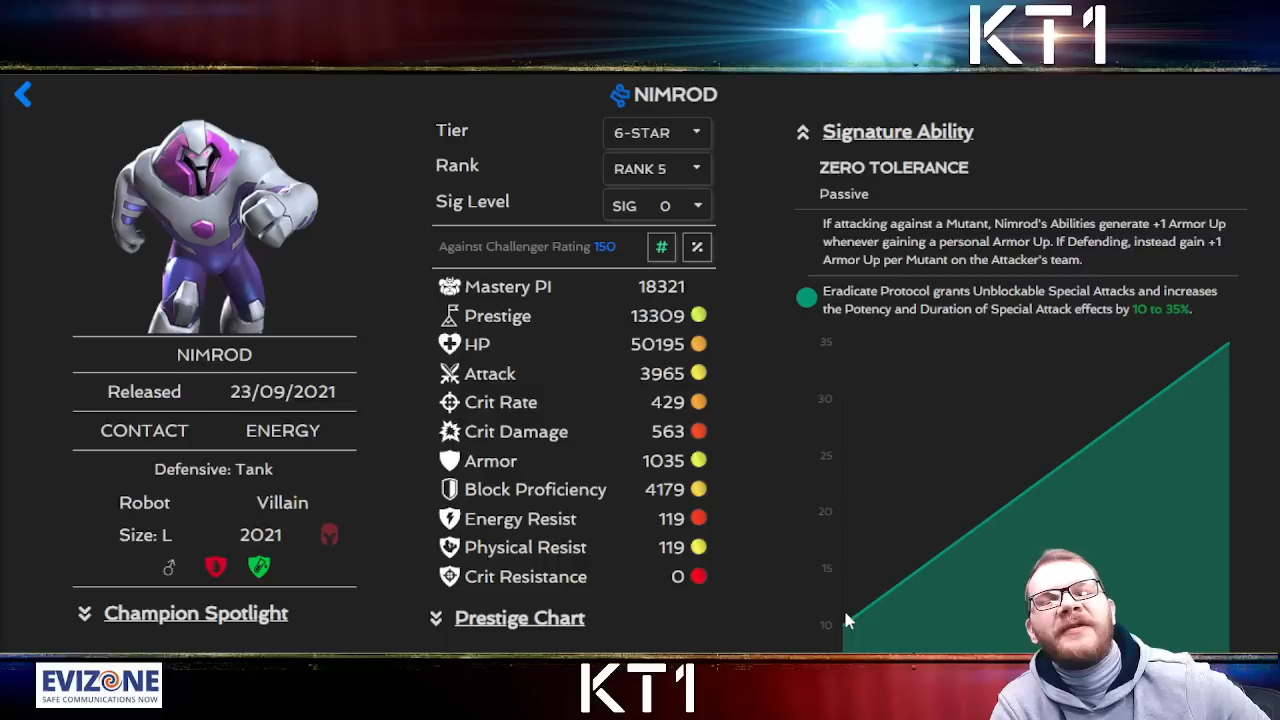 KT1
NIMROD
Tier
6-STAR
Rank
RANK 5
Sig Level
SIG 0
Against Challenger Rating 150
# %
Mastery PI 18321
Prestige 13309
HP 50195
Attack 3965
Crit Rate 429
Crit Damage 563
Armor 1035
Block Proficiency 4179
Energy Resist 119
Physical Resist 119
Crit Resistance 0
Prestige Chart
NIMROD
Released 23/09/2021
CONTACT ENERGY
Defensive: Tank
Robot Villain
Size: L 2021
♂
Champion Spotlight
Signature Ability
ZERO TOLERANCE
Passive
If attacking against a Mutant, Nimrod's Abilities generate +1 Armor Up
whenever gaining a personal Armor Up. If Defending, instead gain +1
Armor Up per Mutant on the Attacker's team.
Eradicate Protocol grants Unblockable Special Attacks and increases
the Potency and Duration of Special Attack effects by 10 to 35%.
35
30
25
20
15
10
EVIZONE
SAFE COMMUNICATIONS NOW
KT1